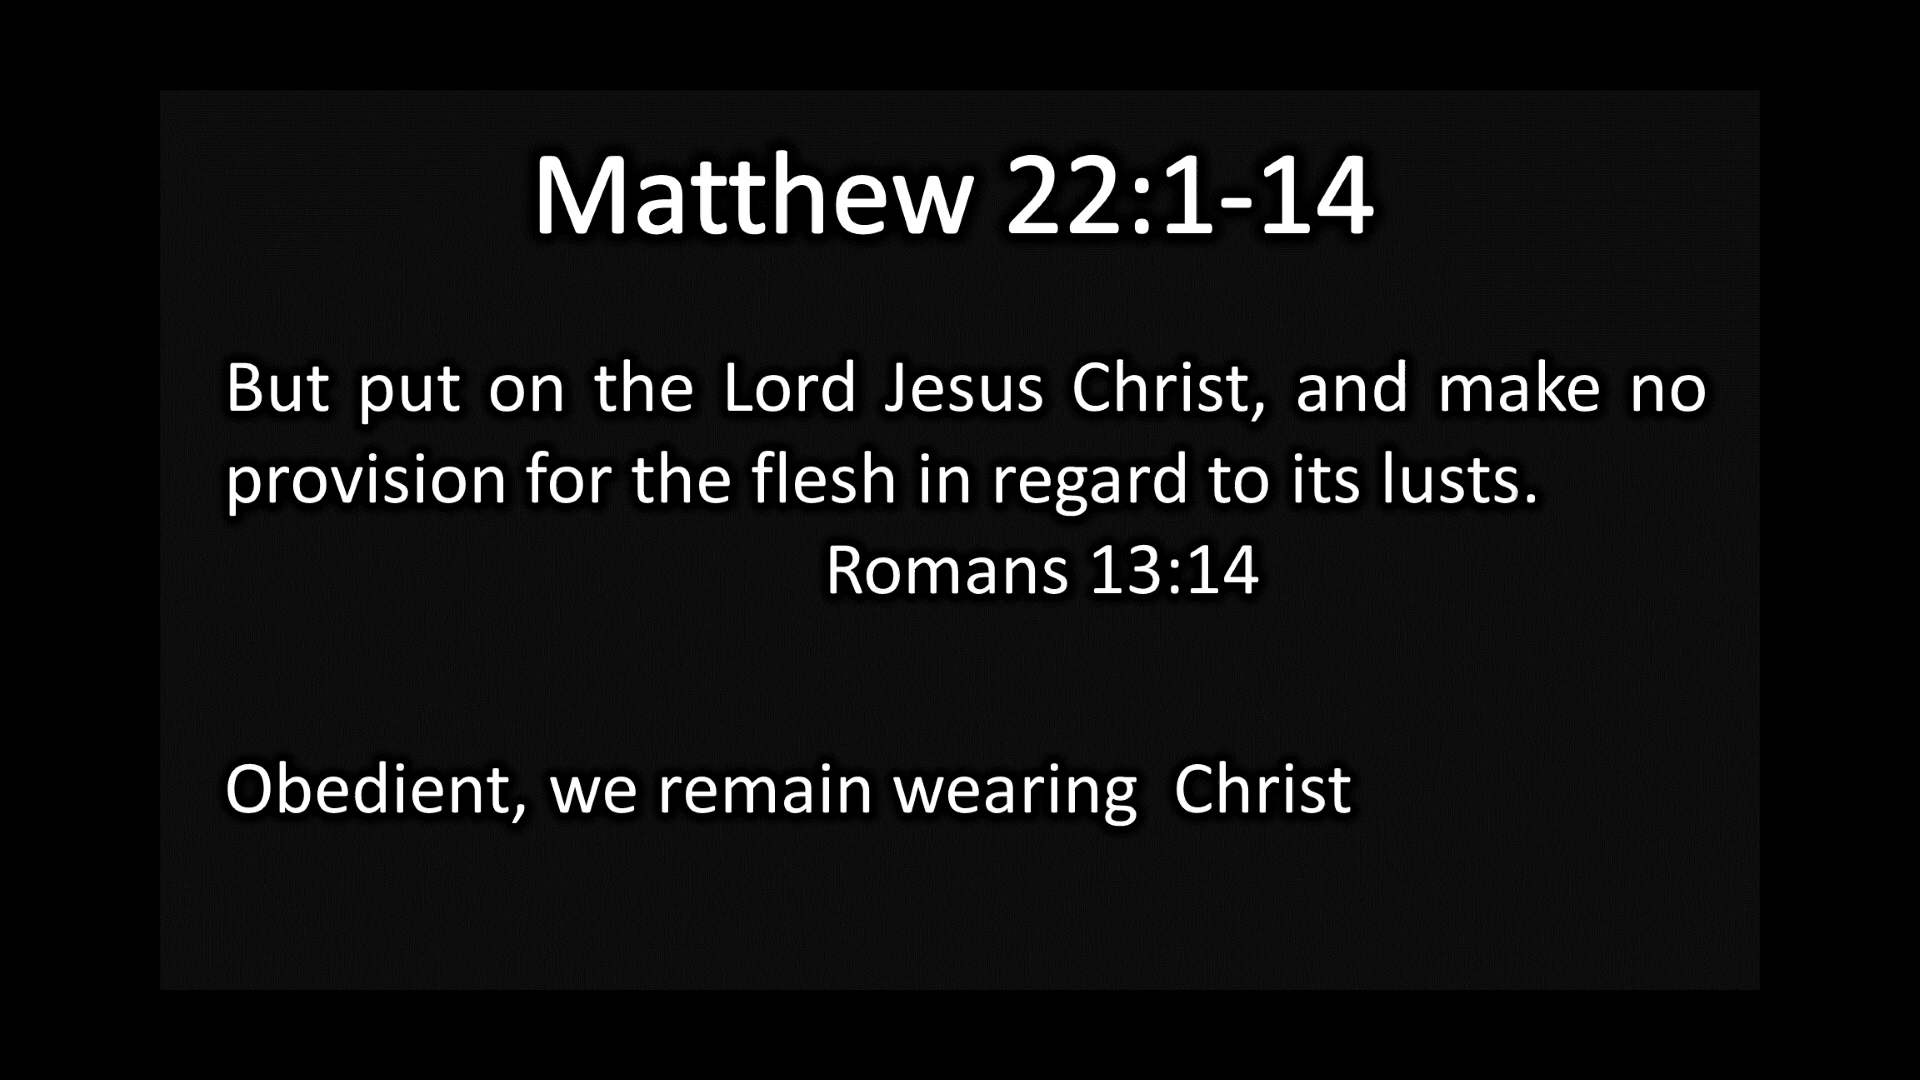 Matthew 22:1-14
But put on the Lord Jesus Christ, and make no
provision for the flesh in regard to its lusts.
Romans 13:14
Obedient, we remain wearing  Christ